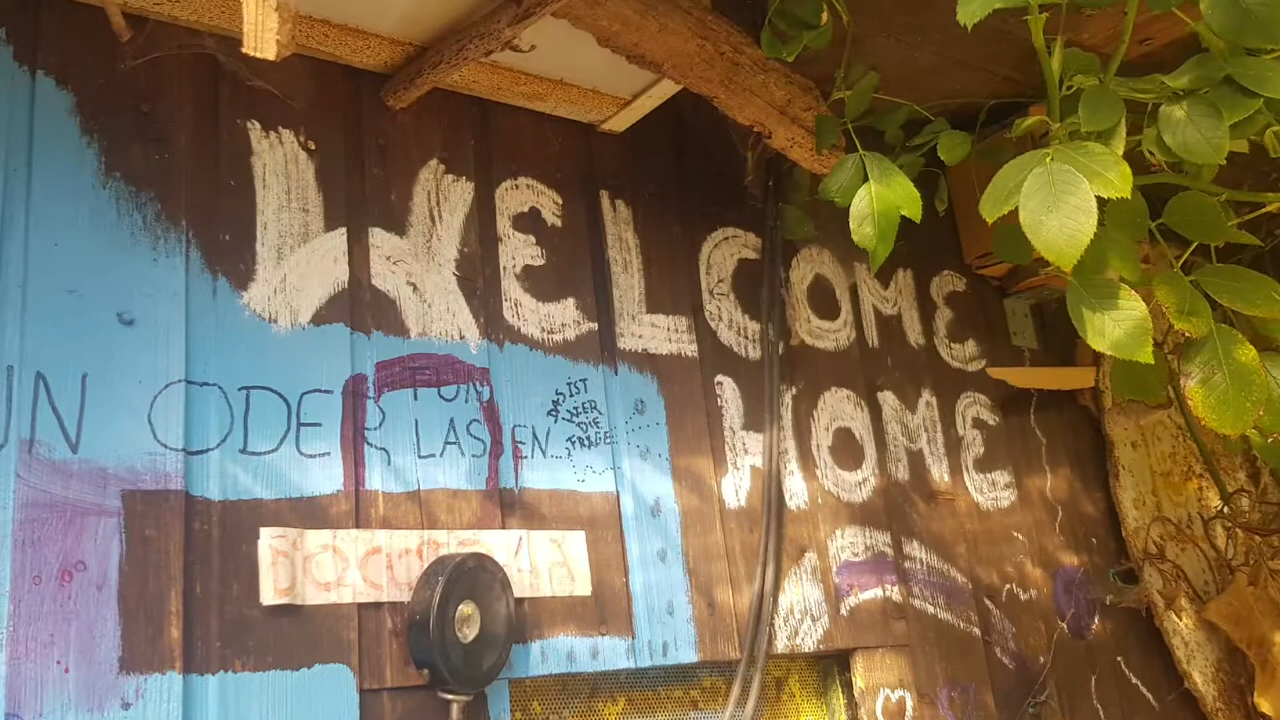 WELCOME
HOME
UN ODER TUN
LASSEN...
DAS IST
HIER
DIE
FRAGE